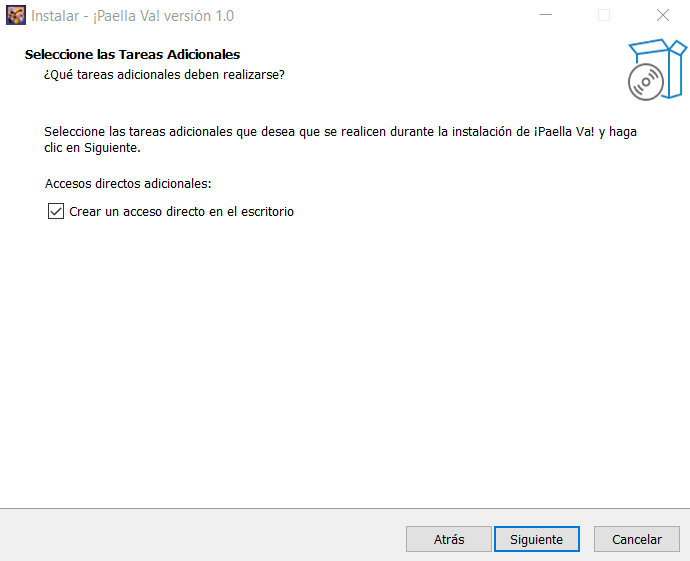 Instalar - ¡Paella Va! versión 1.0
Seleccione las Tareas Adicionales
¿Qué tareas adicionales deben realizarse?
Seleccione las tareas adicionales que desea que se realicen durante la instalación de ¡Paella Va! y haga
clic en Siguiente.
Accesos directos adicionales:
Crear un acceso directo en el escritorio
Atrás Siguiente Cancelar